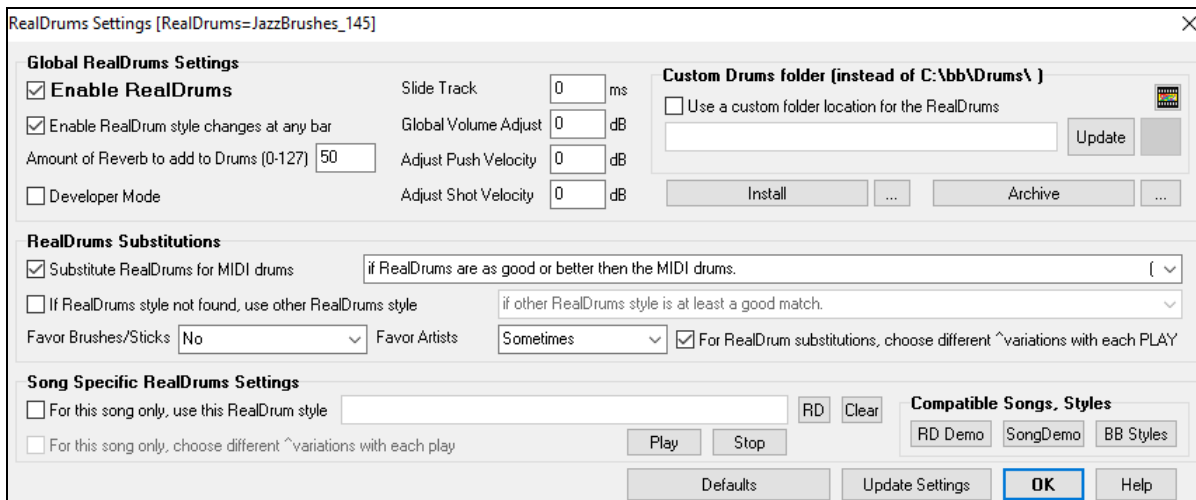 RealDrums Settings [RealDrums=JazzBrushes_145]
Global RealDrums Settings
Enable RealDrums
Enable RealDrum style changes at any bar
Amount of Reverb to add to Drums (0-127) 50
Developer Mode
Slide Track 0 ms
Global Volume Adjust 0 dB
Adjust Push Velocity 0 dB
Adjust Shot Velocity 0 dB
Custom Drums folder (instead of C:\bb\Drums\ )
Use a custom folder location for the RealDrums
Update
Install ... Archive ...
RealDrums Substitutions
Substitute RealDrums for MIDI drums if RealDrums are as good or better then the MIDI drums. (
If RealDrums style not found, use other RealDrums style if other RealDrums style is at least a good match.
Favor Brushes/Sticks No Favor Artists Sometimes For RealDrum substitutions, choose different ^variations with each PLAY
Song Specific RealDrums Settings
For this song only, use this RealDrum style RD Clear
For this song only, choose different ^variations with each play Play Stop
Compatible Songs, Styles
RD Demo SongDemo BB Styles
Defaults Update Settings OK Help